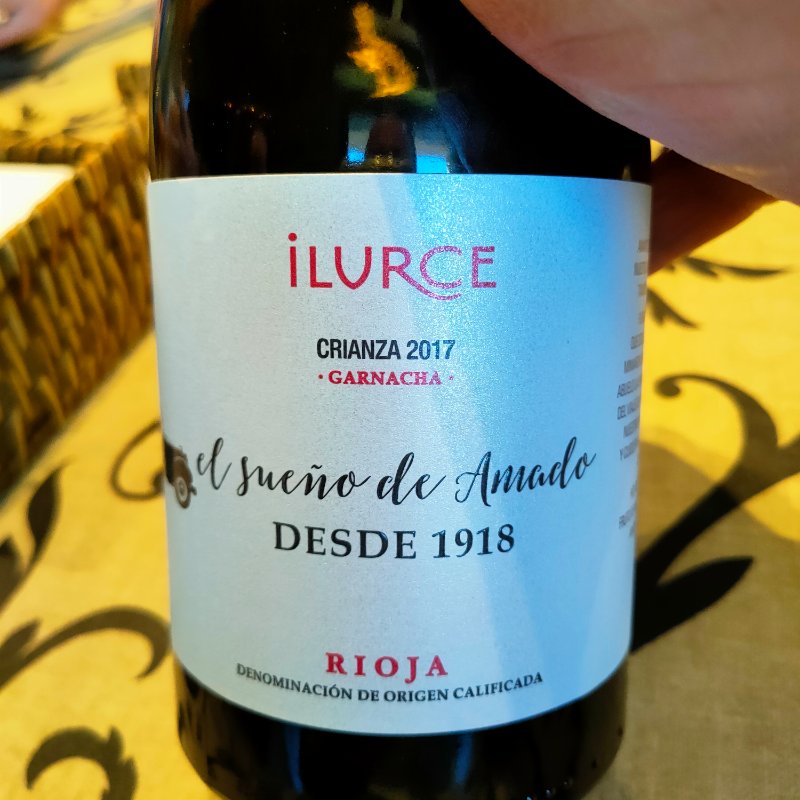 iLURCE
CRIANZA 2017
· GARNACHA ·
el sueño de Amado
DESDE 1918
RIOJA
DENOMINACIÓN DE ORIGEN CALIFICADA